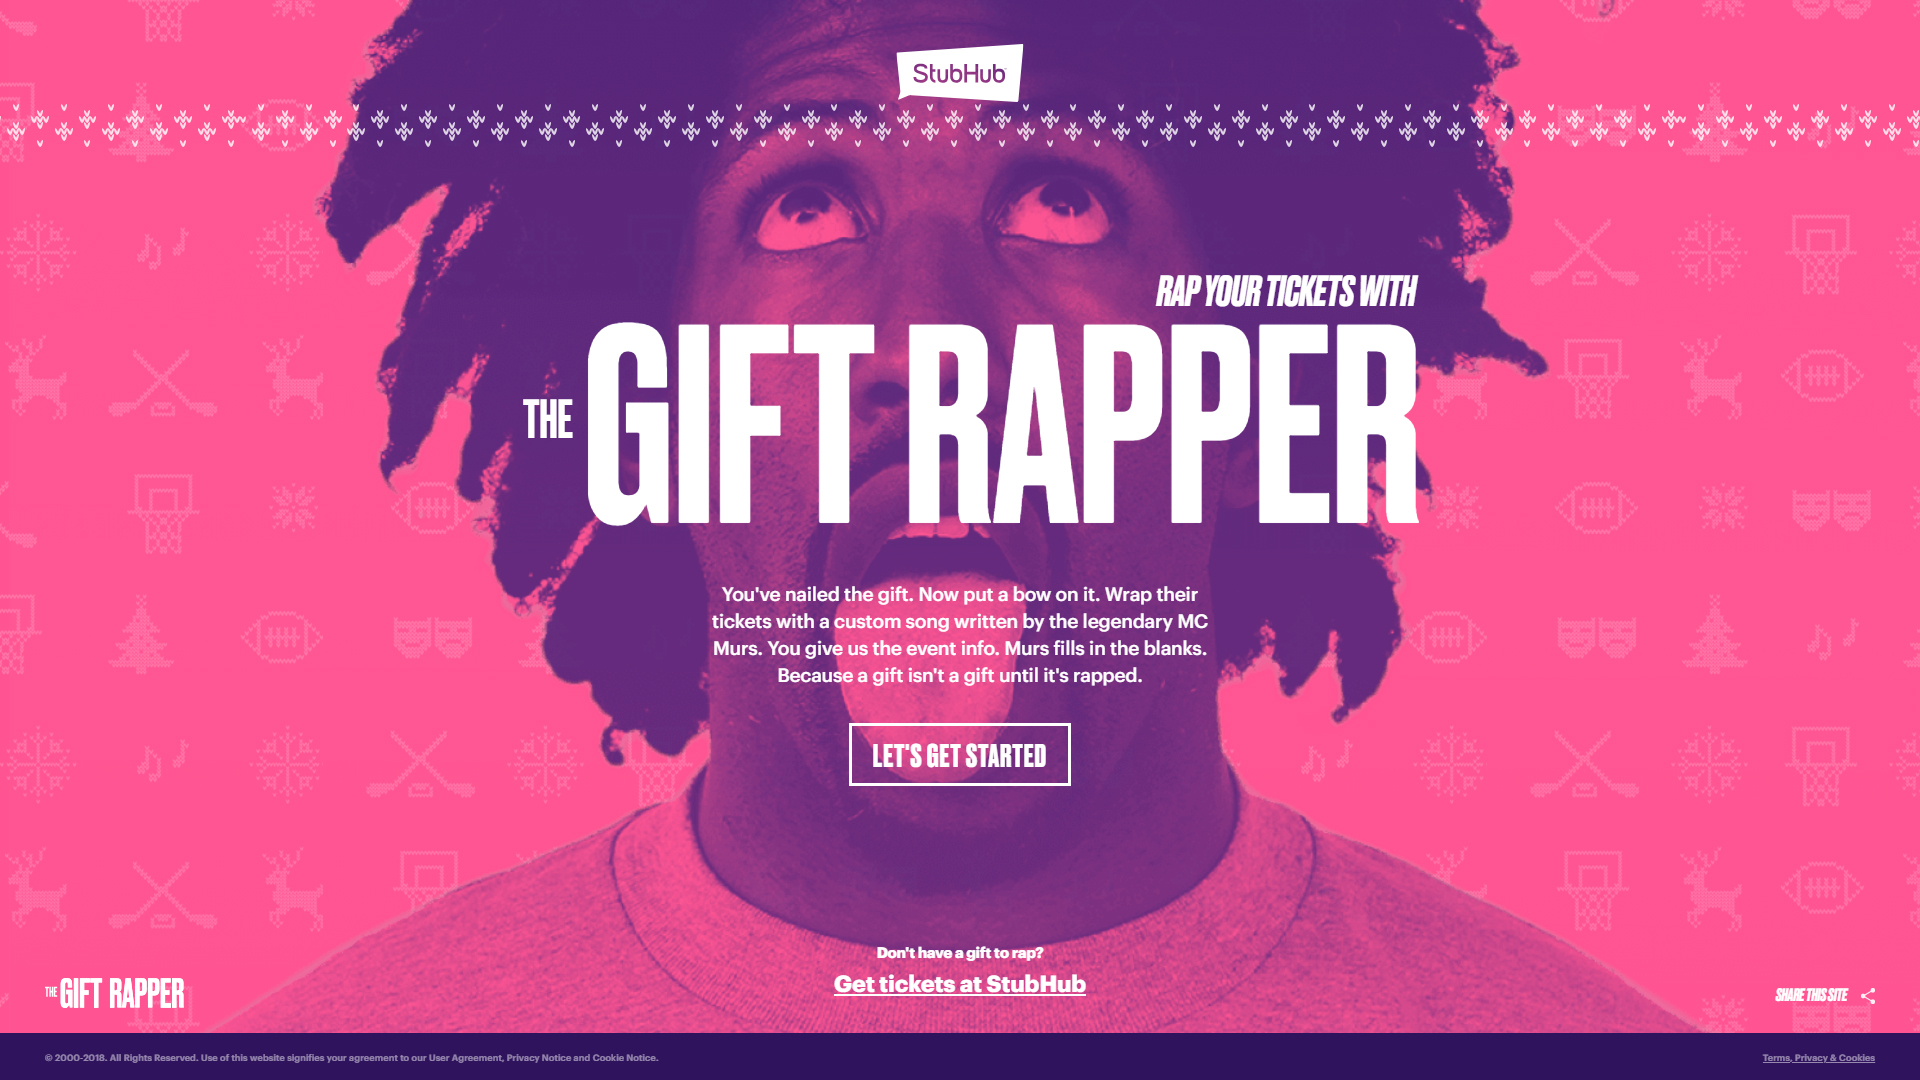 StubHub
RAP YOUR TICKETS WITH
THE GIFT RAPPER
You've nailed the gift. Now put a bow on it. Wrap their
tickets with a custom song written by the legendary MC
Murs. You give us the event info. Murs fills in the blanks.
Because a gift isn't a gift until it's rapped.
LET'S GET STARTED
Don't have a gift to rap?
Get tickets at StubHub
THE GIFT RAPPER
SHARE THIS SITE
© 2000-2018. All Rights Reserved. Use of this website signifies your agreement to our User Agreement, Privacy Notice and Cookie Notice.
Terms, Privacy & Cookies